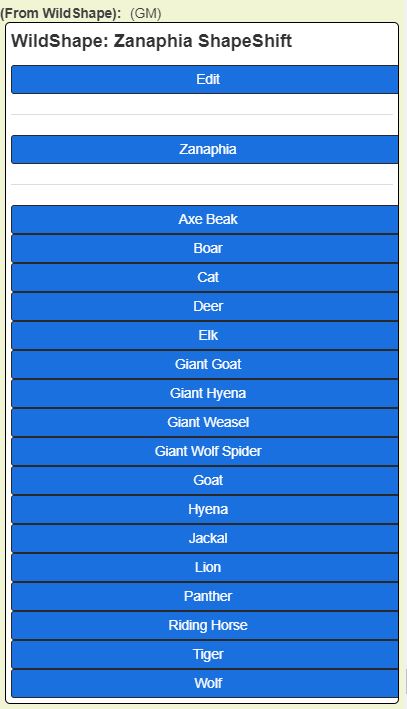 (From WildShape): (GM)
WildShape: Zanaphia ShapeShift
Edit
Zanaphia
Axe Beak
Boar
Cat
Deer
Elk
Giant Goat
Giant Hyena
Giant Weasel
Giant Wolf Spider
Goat
Hyena
Jackal
Lion
Panther
Riding Horse
Tiger
Wolf